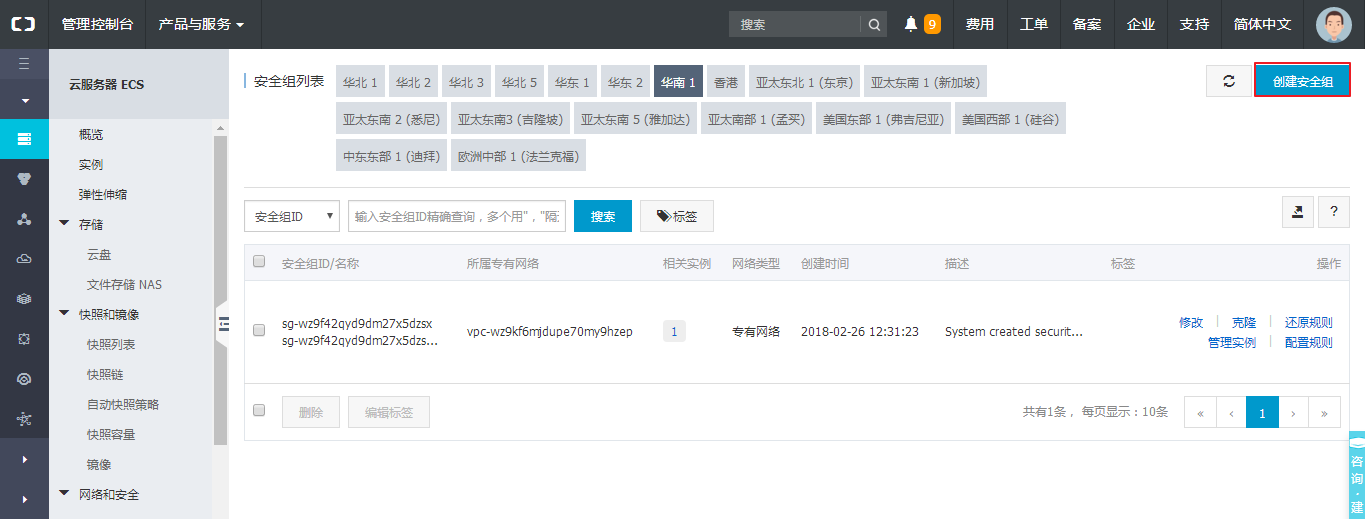 管理控制台 产品与服务 搜索 9 费用 工单 备案 企业 支持 简体中文
云服务器 ECS
概览
实例
弹性伸缩
存储
云盘
文件存储 NAS
快照和镜像
快照列表
快照链
自动快照策略
快照容量
镜像
网络和安全
安全组列表 华北 1 华北 2 华北 3 华北 5 华东 1 华东 2 华南 1 香港 亚太东北 1 (东京) 亚太东南 1 (新加坡) 创建安全组
亚太东南 2 (悉尼) 亚太东南3 (吉隆坡) 亚太东南 5 (雅加达) 亚太南部 1 (孟买) 美国东部 1 (弗吉尼亚) 美国西部 1 (硅谷)
中东东部 1 (迪拜) 欧洲中部 1 (法兰克福)
安全组ID 输入安全组ID精确查询，多个用"，"隔 搜索 标签 ?
安全组ID/名称 所属专有网络 相关实例 网络类型 创建时间 描述 标签 操作
sg-wz9f42qyd9dm27x5dzsx
sg-wz9f42qyd9dm27x5dzs...
vpc-wz9kf6mjdupe70my9hzep 1 专有网络 2018-02-26 12:31:23 System created securit...
修改 克隆 还原规则
管理实例 配置规则
删除 编辑标签 共有1条， 每页显示：10条 « ‹ 1 › »
咨询·建